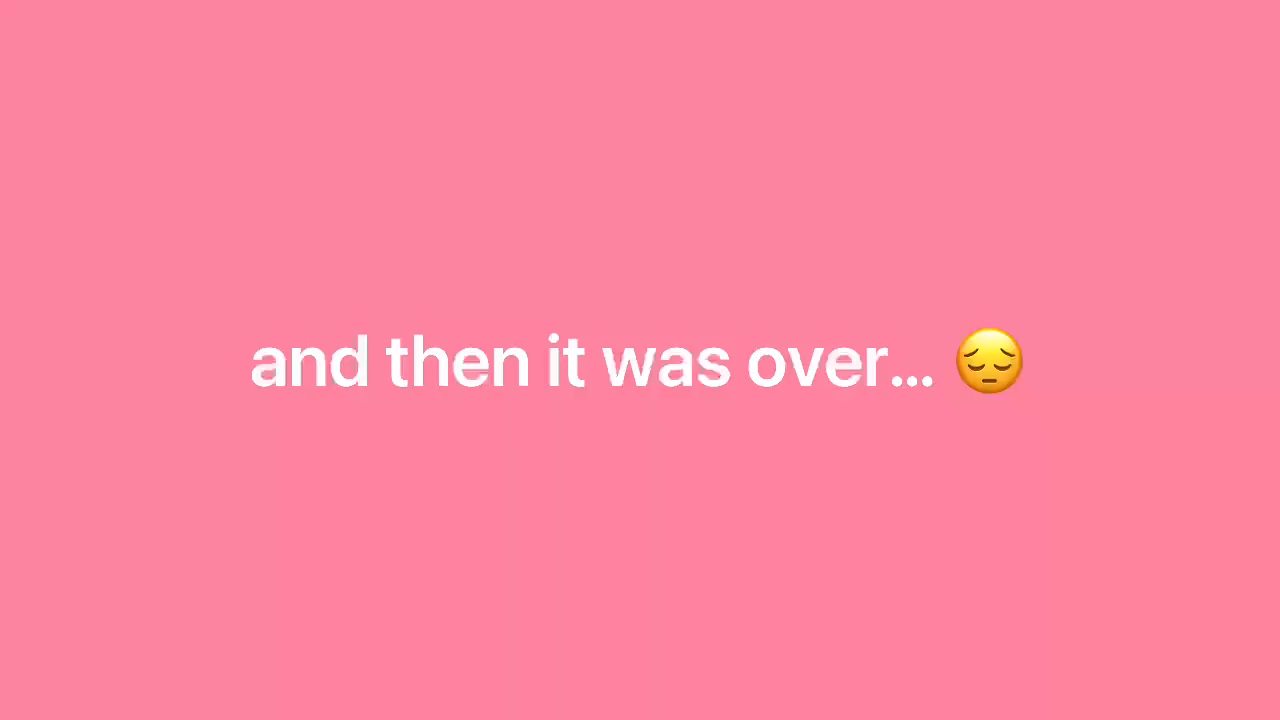 and then it was over... 😔